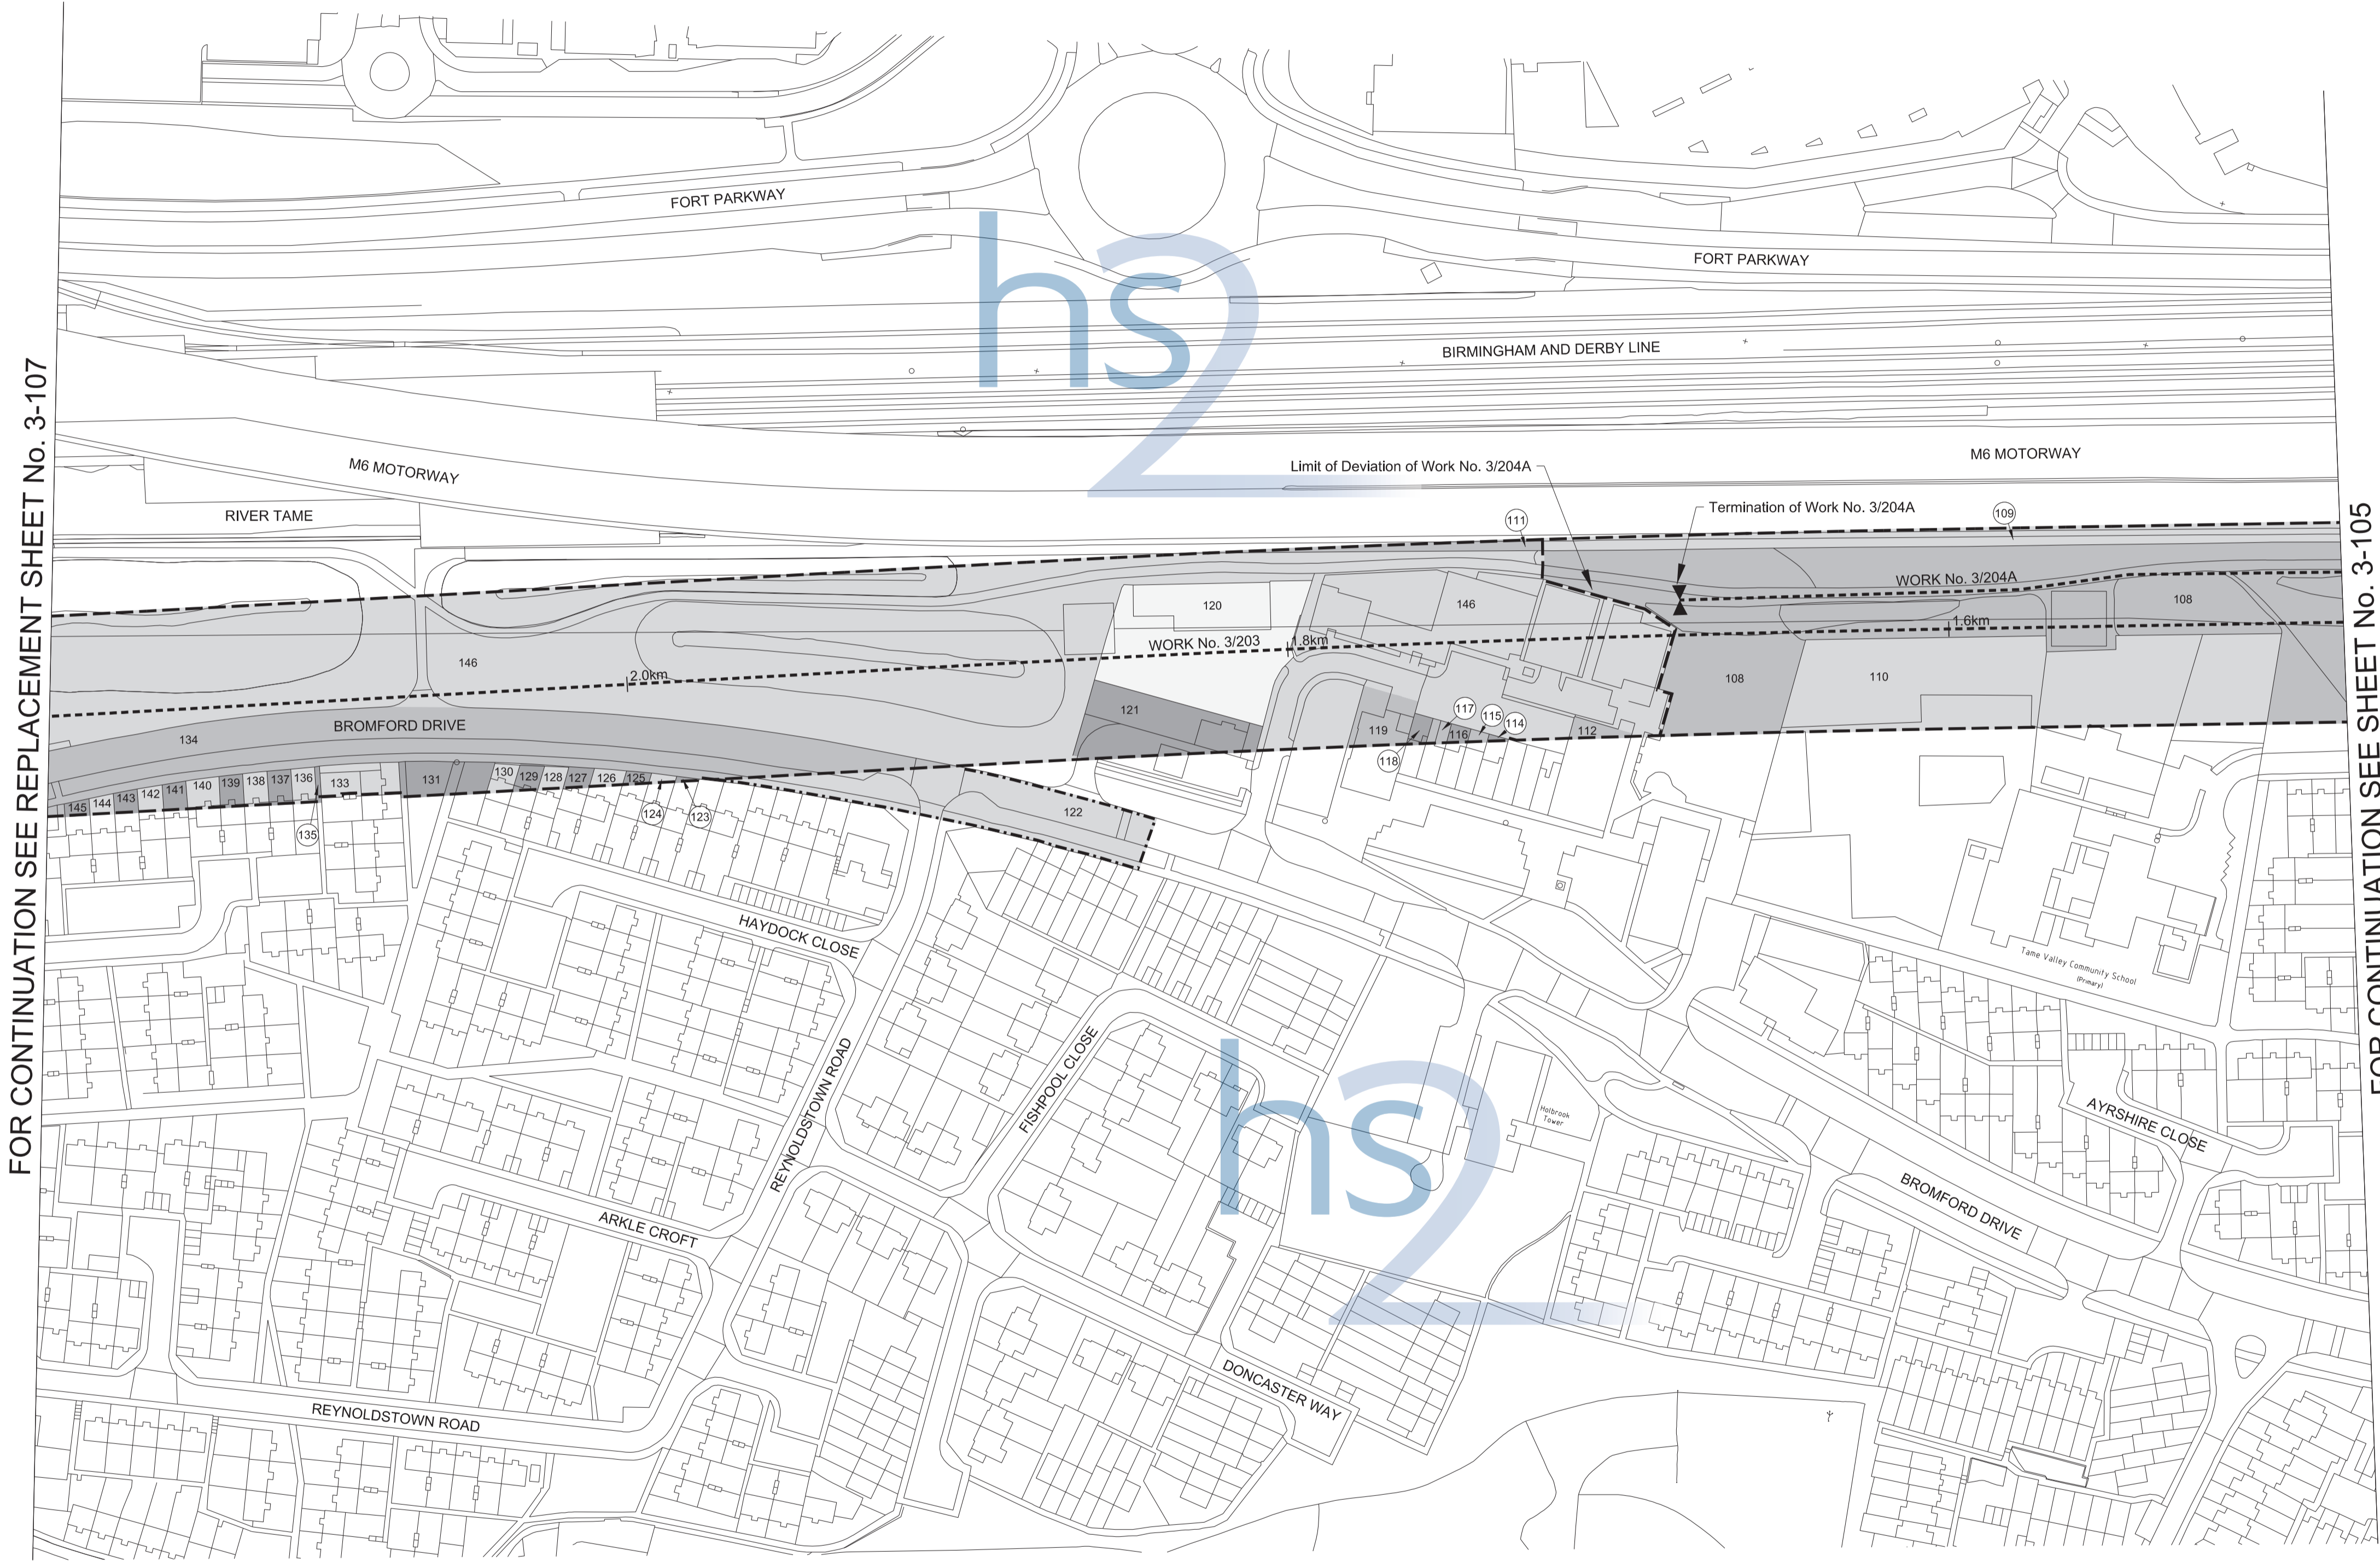 FOR CONTINUATION SEE REPLACEMENT SHEET No. 3-107
FORT PARKWAY
FORT PARKWAY
hs2
BIRMINGHAM AND DERBY LINE
M6 MOTORWAY
M6 MOTORWAY
Limit of Deviation of Work No. 3/204A
Termination of Work No. 3/204A
RIVER TAME
111
109
WORK No. 3/204A
108
120
146
1.6km
WORK No. 3/203
1.8km
146
2.0km
108
110
121
117
115
114
134
BROMFORD DRIVE
119
116
112
118
130
129
128
127
126
125
131
133
136
137
138
139
140
141
142
143
144
145
124
123
122
135
HAYDOCK CLOSE
Tame Valley Community School
(Primary)
REYNOLDSTOWN ROAD
FISHPOOL CLOSE
hs2
Holbrook
Tower
AYRSHIRE CLOSE
BROMFORD DRIVE
ARKLE CROFT
DONCASTER WAY
REYNOLDSTOWN ROAD
FOR CONTINUATION SEE SHEET No. 3-105